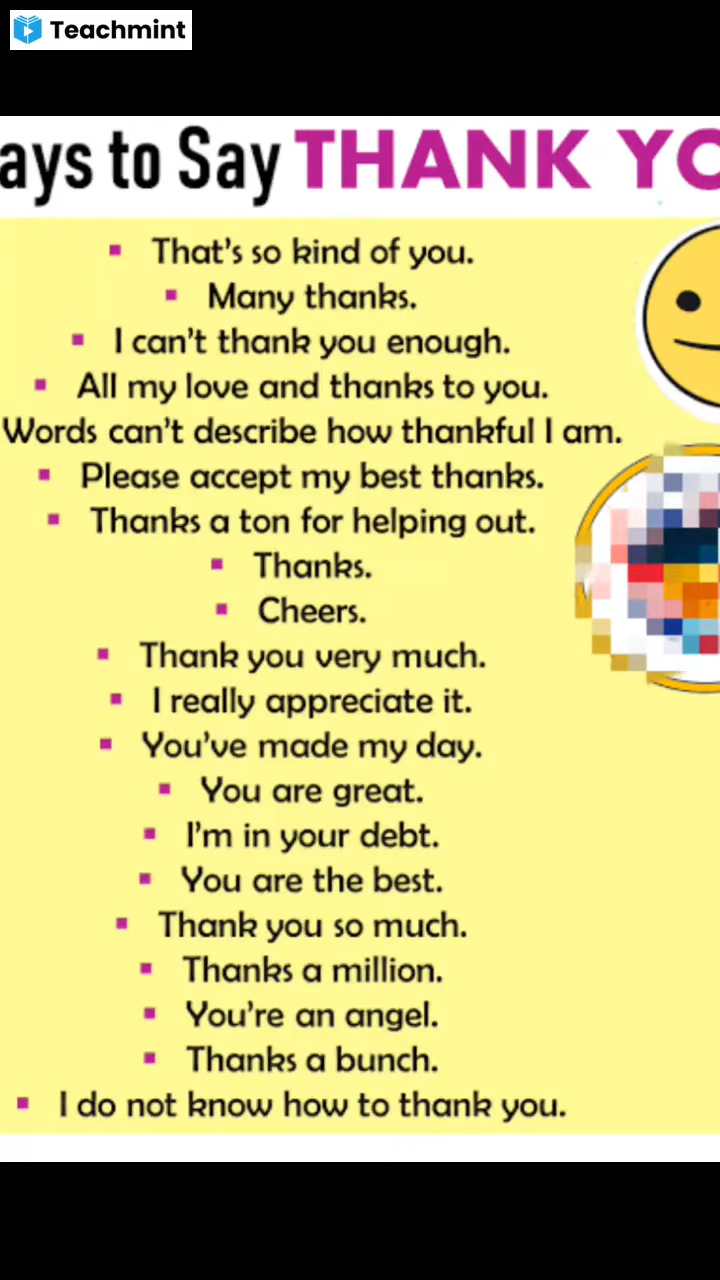 Teachmint
ays to Say THANK YO
▪ That's so kind of you.
▪ Many thanks.
▪ I can't thank you enough.
▪ All my love and thanks to you.
Words can't describe how thankful I am.
▪ Please accept my best thanks.
▪ Thanks a ton for helping out.
▪ Thanks.
▪ Cheers.
▪ Thank you very much.
▪ I really appreciate it.
▪ You've made my day.
▪ You are great.
▪ I'm in your debt.
▪ You are the best.
▪ Thank you so much.
▪ Thanks a million.
▪ You're an angel.
▪ Thanks a bunch.
▪ I do not know how to thank you.